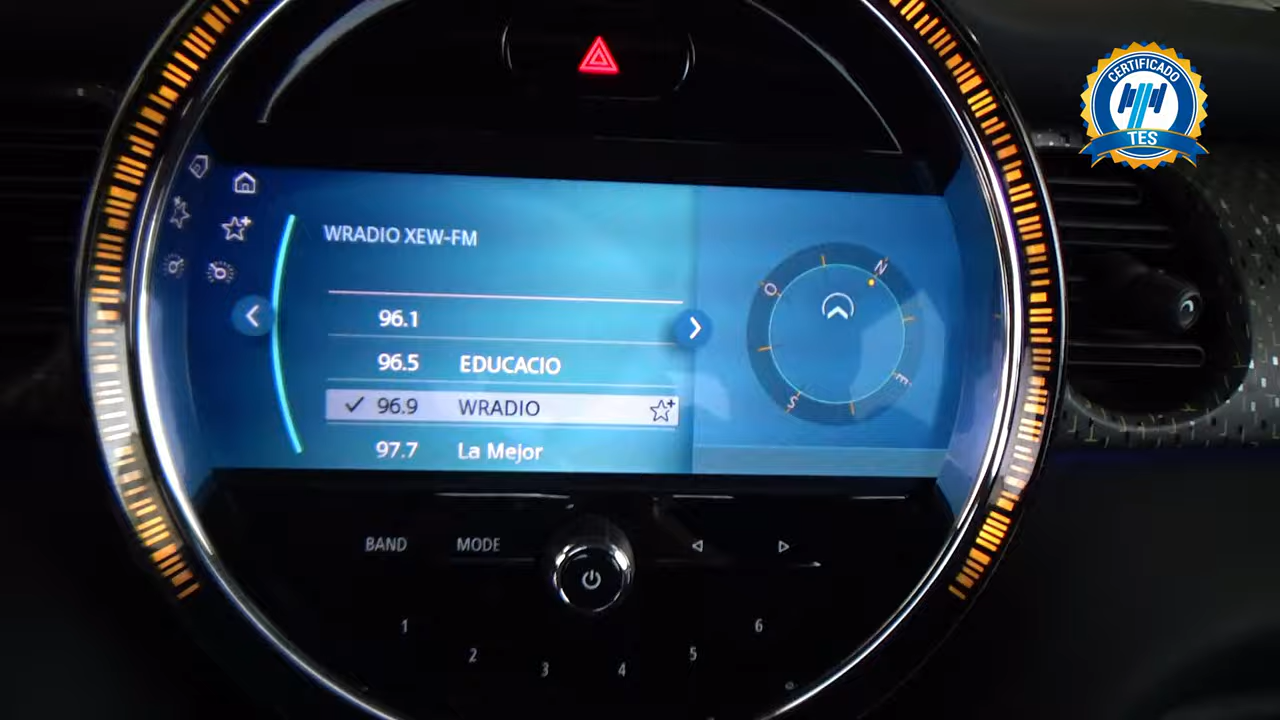 CERTIFICADO
TES
WRADIO XEW-FM
96.1
96.5 EDUCACIO
96.9 WRADIO
97.7 La Mejor
N
O
E
S
BAND MODE
1 2 3 4 5 6